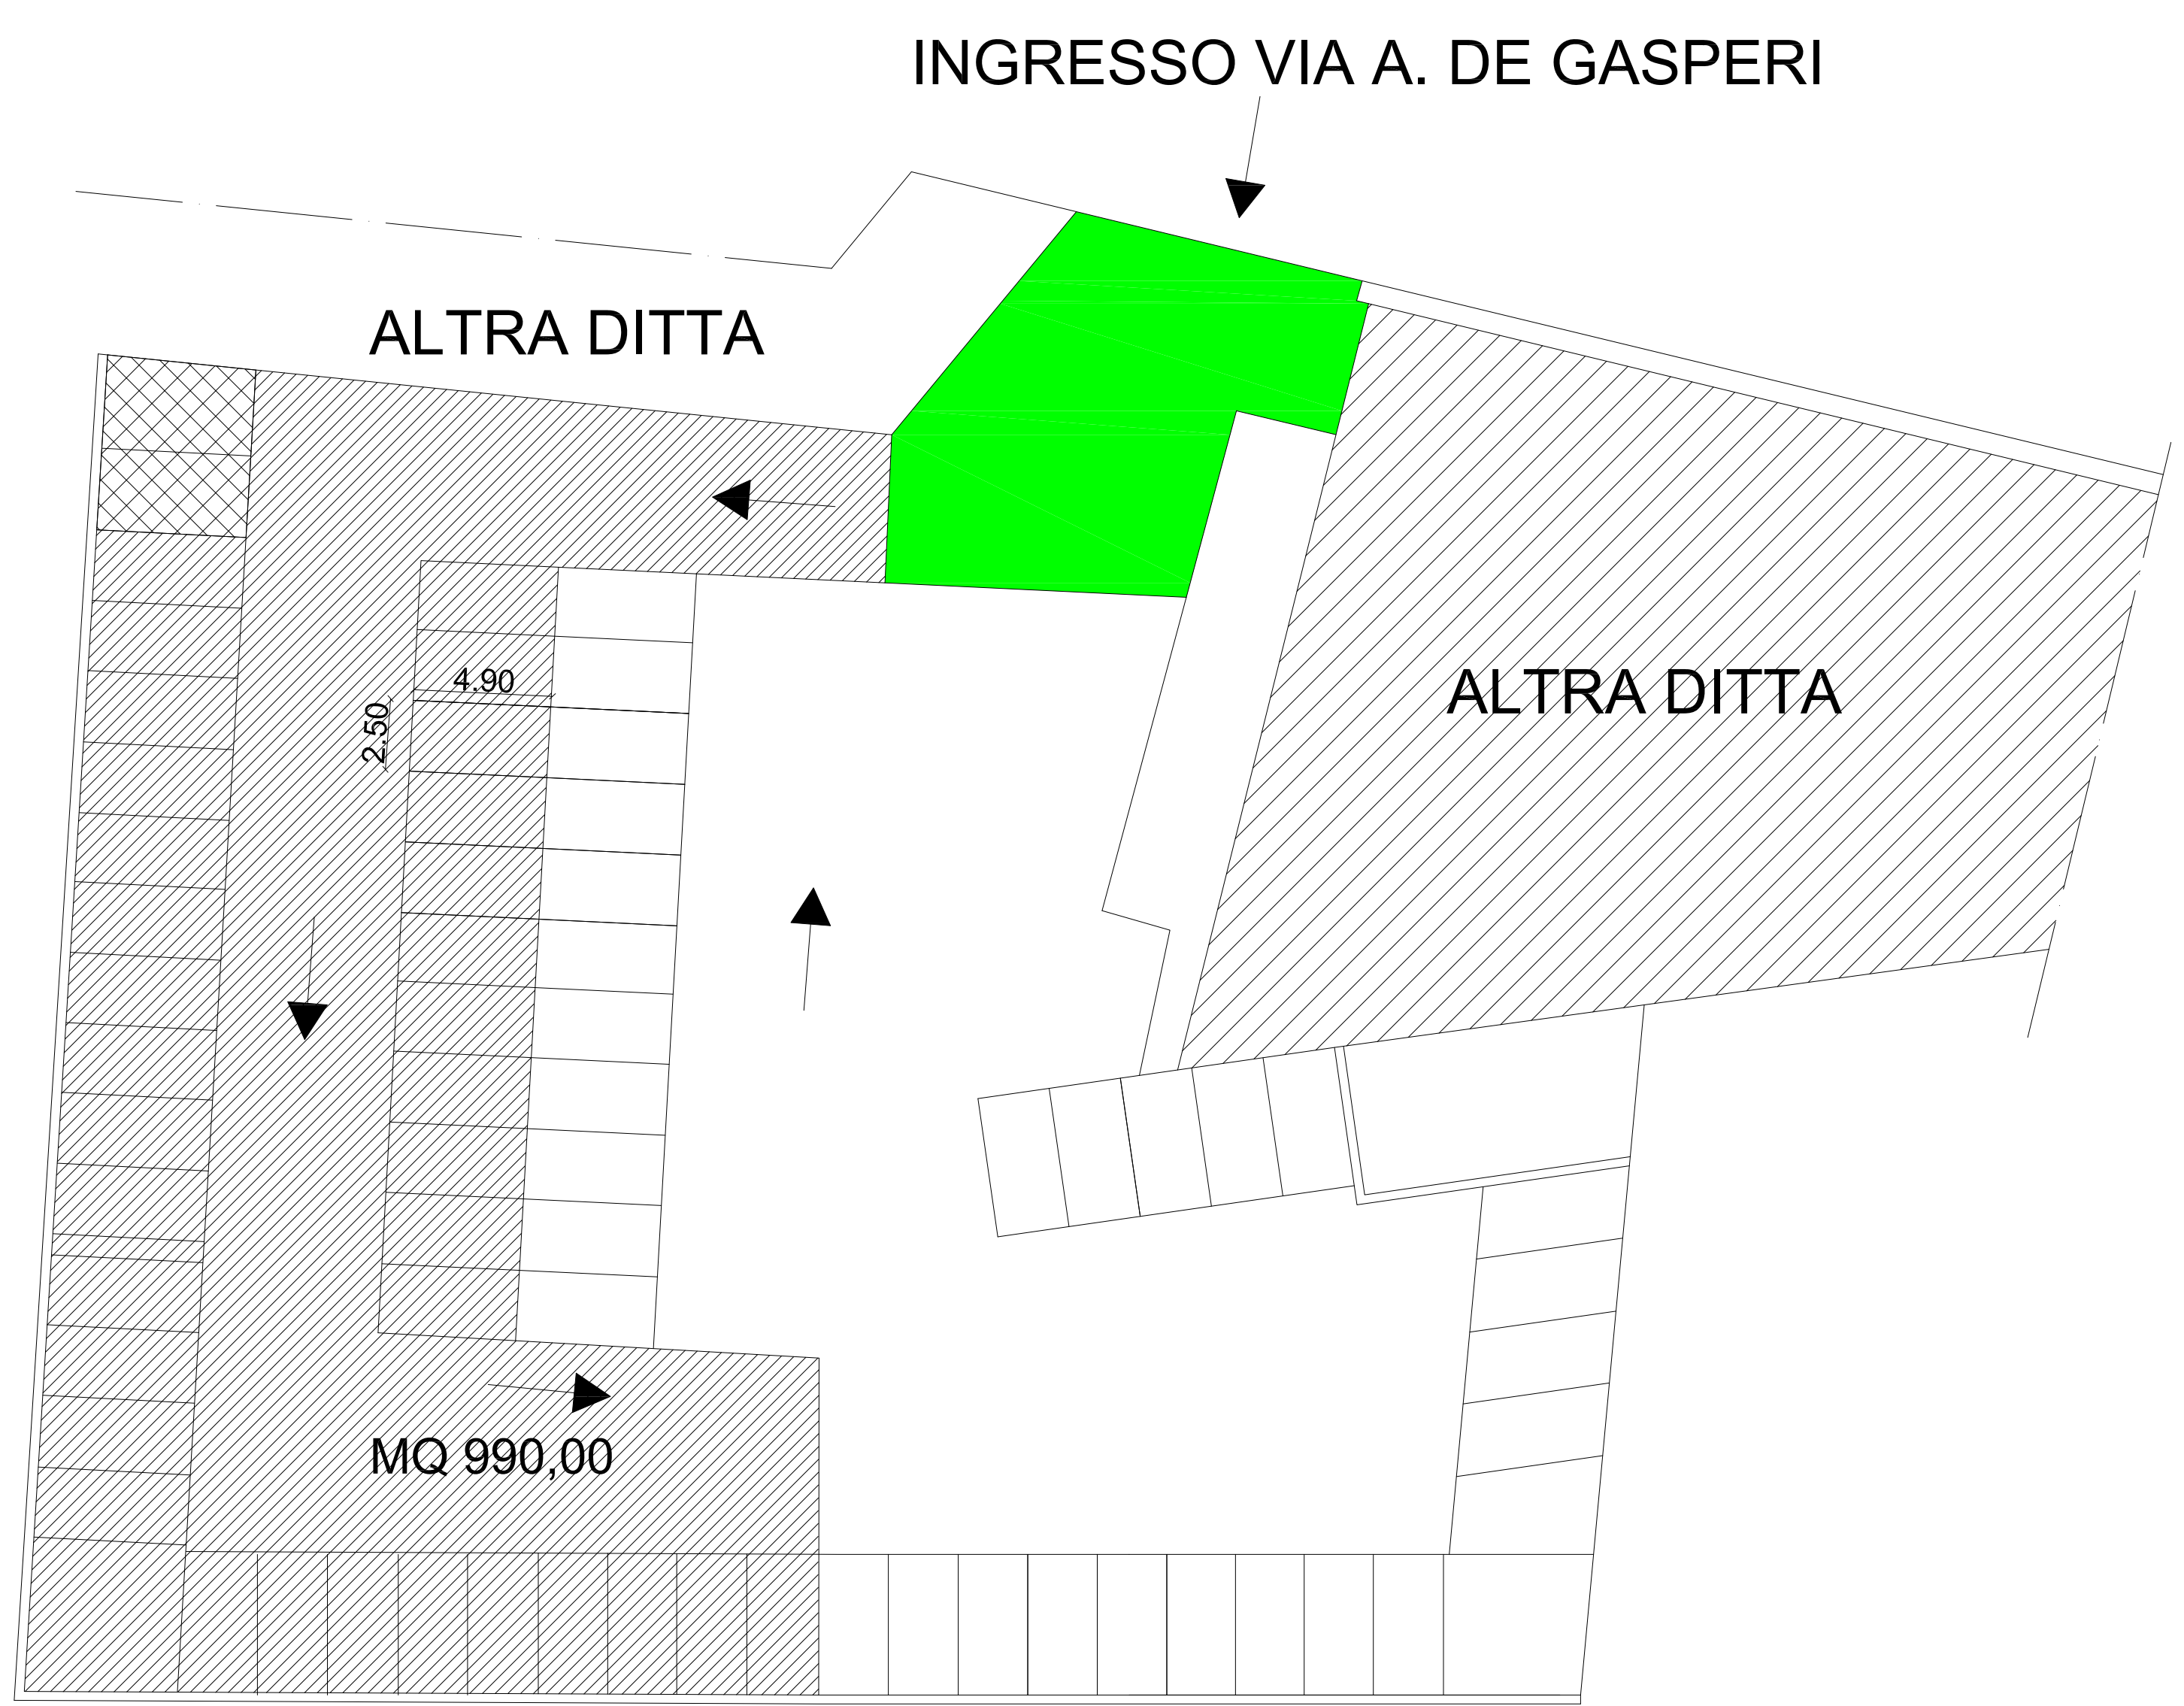 INGRESSO VIA A. DE GASPERI
ALTRA DITTA
ALTRA DITTA
4.90
2.50
MQ 990,00